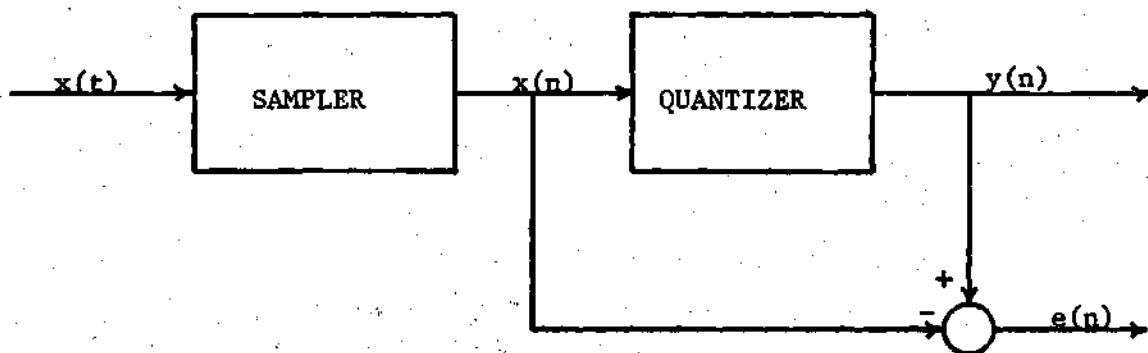 x(t)
SAMPLER
x(n)
QUANTIZER
y(n)
+
-
e(n)